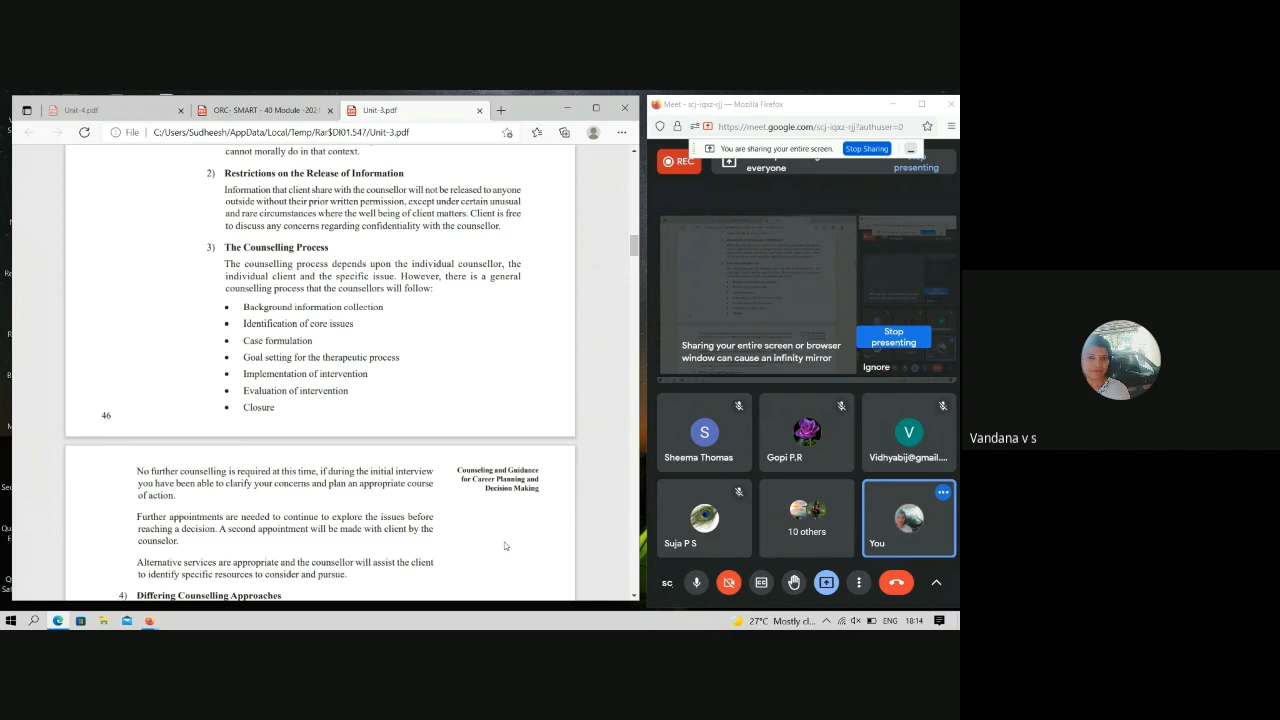 Unit-4.pdf
ORC- SMART - 40 Module -2021
Unit-3.pdf
File
C:/Users/Sudheesh/AppData/Local/Temp/Rar$DI01.547/Unit-3.pdf
cannot morally do in that context.
2) Restrictions on the Release of Information
Information that client share with the counsellor will not be released to anyone
outside without their prior written permission, except under certain unusual
and rare circumstances where the well being of client matters. Client is free
to discuss any concerns regarding confidentiality with the counsellor.
3) The Counselling Process
The counselling process depends upon the individual counsellor, the
individual client and the specific issue. However, there is a general
counselling process that the counsellors will follow:
• Background information collection
• Identification of core issues
• Case formulation
• Goal setting for the therapeutic process
• Implementation of intervention
• Evaluation of intervention
• Closure
46
No further counselling is required at this time, if during the initial interview
you have been able to clarify your concerns and plan an appropriate course
of action.
Counseling and Guidance
for Career Planning and
Decision Making
Further appointments are needed to continue to explore the issues before
reaching a decision. A second appointment will be made with client by the
counselor.
Alternative services are appropriate and the counsellor will assist the client
to identify specific resources to consider and pursue.
4) Differing Counselling Approaches
Meet - scj-iqxz-rjj — Mozilla Firefox
https://meet.google.com/scj-iqxz-rjj?authuser=0
You are sharing your entire screen.
Stop Sharing
REC
everyone
Stop
presenting
Sharing your entire screen or browser
window can cause an infinity mirror
Stop
presenting
Ignore
S
Sheema Thomas
Gopi P.R
V
Vidhyabij@gmail....
Suja P S
10 others
You
sc
27°C Mostly cl...
ENG
18:14
Vandana v s